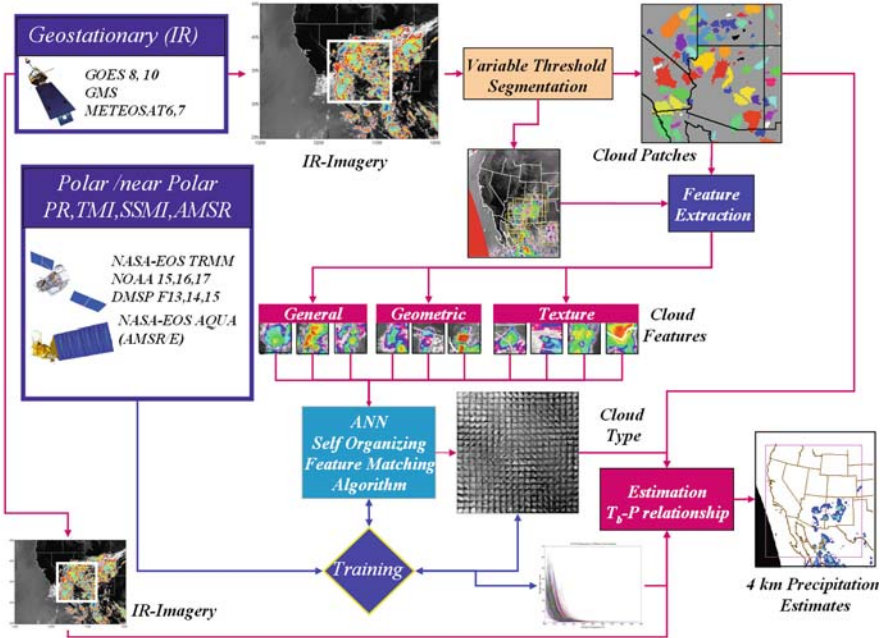 Geostationary (IR)
GOES 8, 10
GMS
METEOSAT6,7
IR-Imagery
Variable Threshold
Segmentation
Cloud Patches
Polar /near Polar
PR,TMI,SSMI,AMSR
NASA-EOS TRMM
NOAA 15,16,17
DMSP F13,14,15
NASA-EOS AQUA
(AMSR/E)
Feature
Extraction
General
Geometric
Texture
Cloud
Features
ANN
Self Organizing
Feature Matching
Algorithm
Cloud
Type
Estimation
Tb-P relationship
Training
IR-Imagery
4 km Precipitation
Estimates